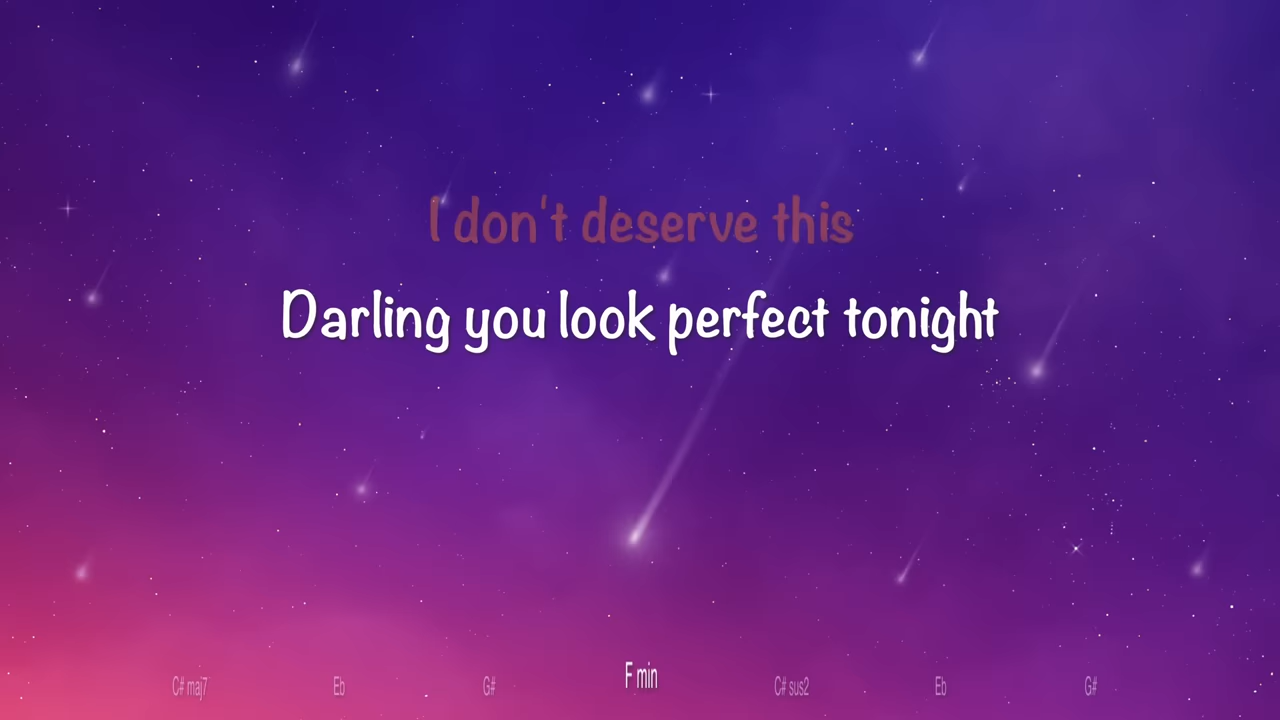 I don't deserve this
Darling you look perfect tonight
C# maj7 Eb G# F min C# sus2 Eb G#